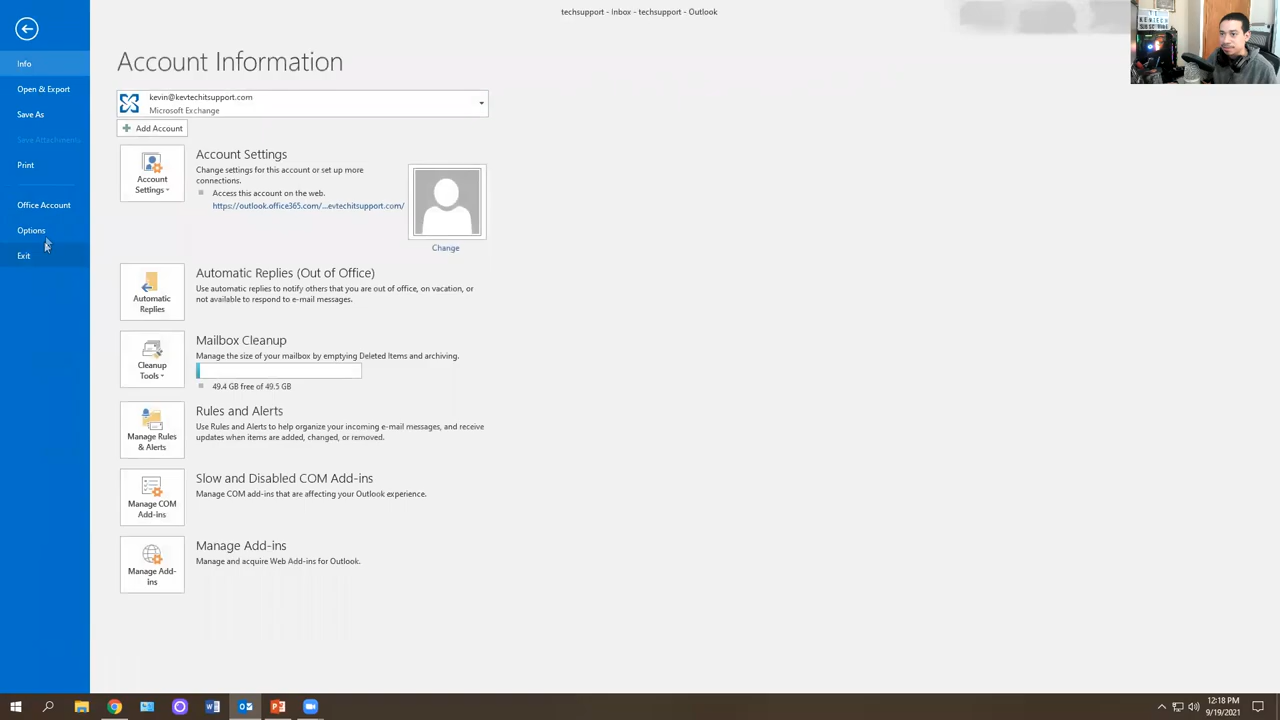 techsupport - Inbox - techsupport - Outlook
Info
Open & Export
Save As
Save Attachments
Print
Office Account
Options
Exit
Account Information
kevin@kevtechitsupport.com
Microsoft Exchange
Add Account
Account
Settings
Account Settings
Change settings for this account or set up more
connections.
Access this account on the web.
https://outlook.office365.com/...evtechitsupport.com/
Change
Automatic
Replies
Automatic Replies (Out of Office)
Use automatic replies to notify others that you are out of office, on vacation, or
not available to respond to e-mail messages.
Cleanup
Tools
Mailbox Cleanup
Manage the size of your mailbox by emptying Deleted Items and archiving.
49.4 GB free of 49.5 GB
Manage Rules
& Alerts
Rules and Alerts
Use Rules and Alerts to help organize your incoming e-mail messages, and receive
updates when items are added, changed, or removed.
Manage COM
Add-ins
Slow and Disabled COM Add-ins
Manage COM add-ins that are affecting your Outlook experience.
Manage Add-
ins
Manage Add-ins
Manage and acquire Web Add-ins for Outlook.
12:18 PM
9/19/2021